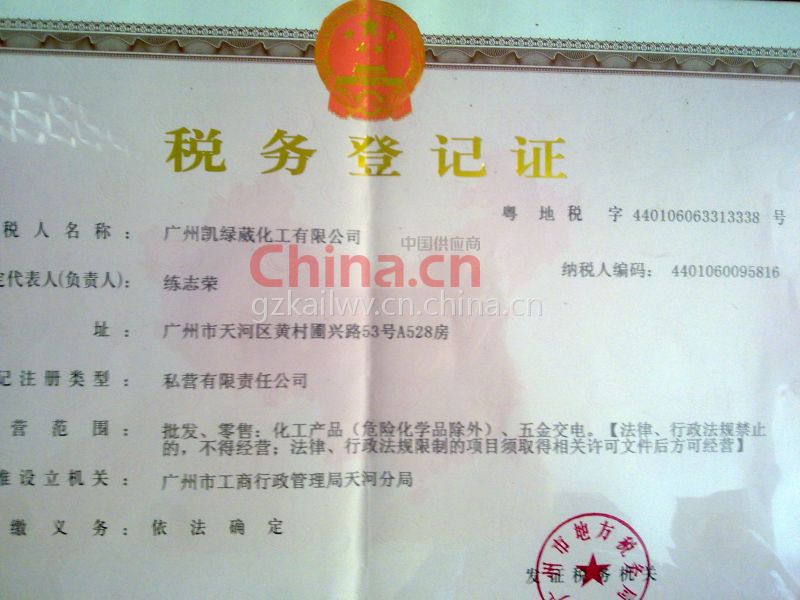 税务登记证
粤地税 字 440106063313338 号
税人名称: 广州凯绿葳化工有限公司
中国供应商
China.cn
纳税人编码: 4401060095816
定代表人(负责人): 练志荣
gzkailwv.cn.china.cn
址: 广州市天河区黄村圃兴路53号A528房
记注册类型: 私营有限责任公司
营范围: 批发、零售:化工产品(危险化学品除外)、五金交电。【法律、行政法规禁止
的,不得经营;法律、行政法规限制的项目须取得相关许可文件后方可经营】
准设立机关: 广州市工商行政管理局天河分局
缴义务: 依法确定
广州市地方税务局
发证税务机关